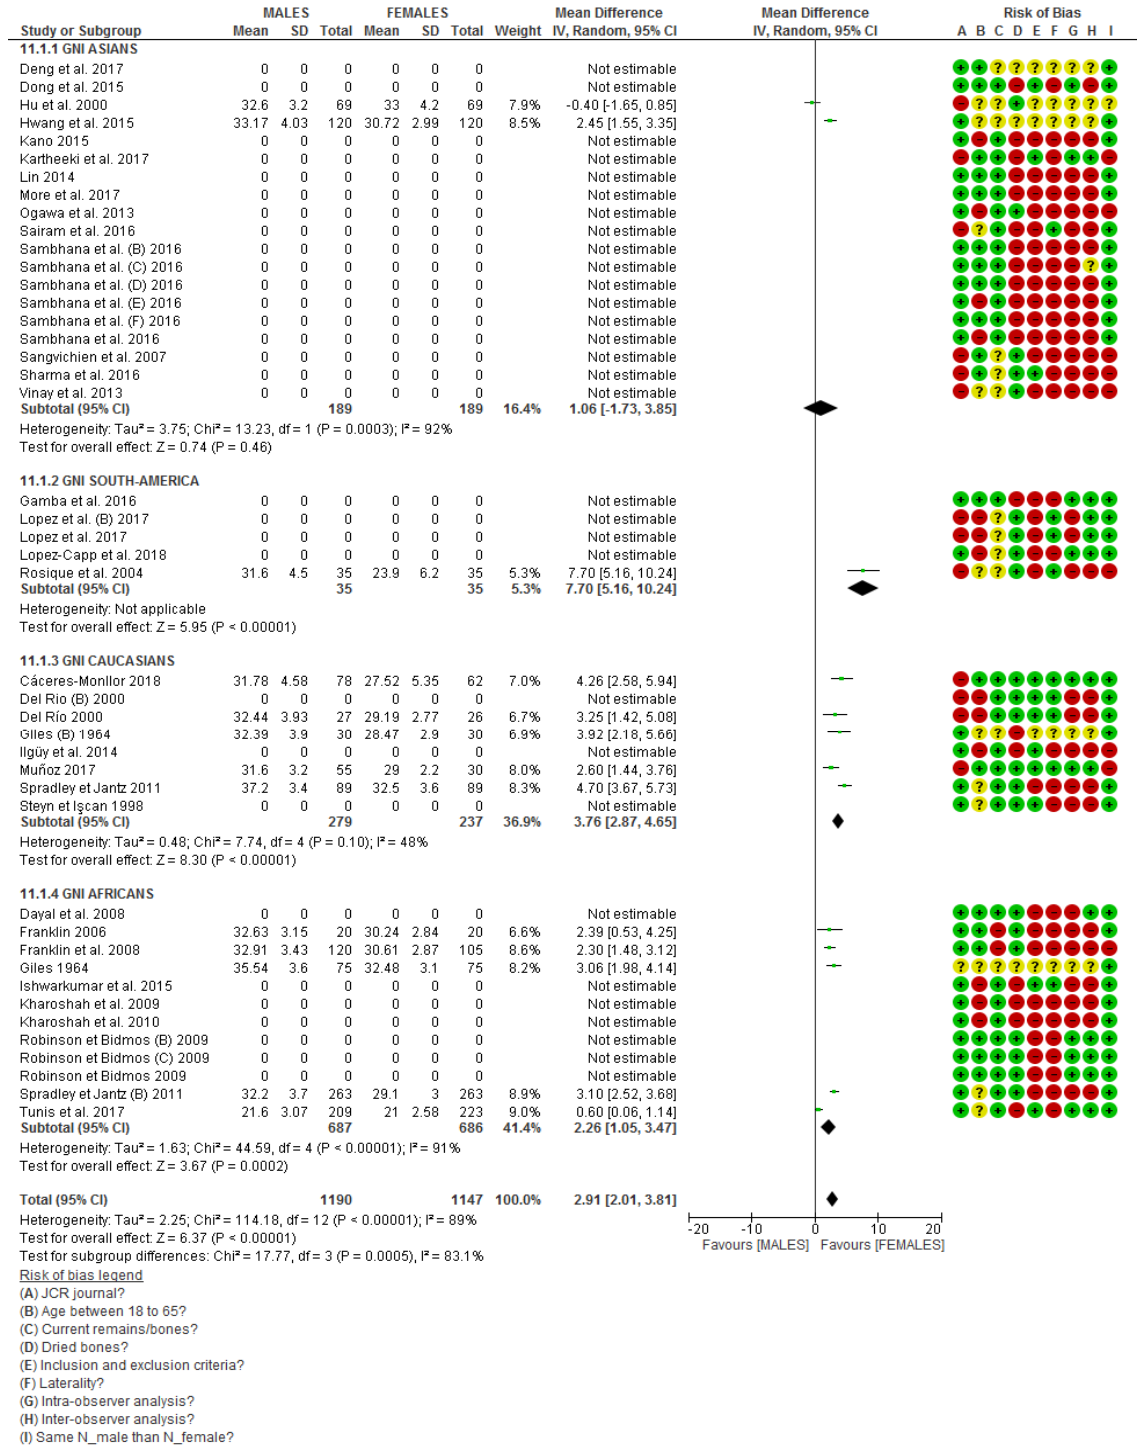 MALES FEMALES Mean Difference Mean Difference Risk of Bias
Study or Subgroup Mean SD Total Mean SD Total Weight IV, Random, 95% CI IV, Random, 95% CI A B C D E F G H I
11.1.1 GNI ASIANS
Deng et al. 2017 0 0 0 0 0 0 Not estimable + + ? ? ? ? ? ? +
Dong et al. 2015 0 0 0 0 0 0 Not estimable + + + - + - + - +
Hu et al. 2000 32.6 3.2 69 33 4.2 69 7.9% -0.40 [-1.65, 0.85] - ? ? + ? ? ? ? ?
Hwang et al. 2015 33.17 4.03 120 30.72 2.99 120 8.5% 2.45 [1.55, 3.35] + ? ? ? ? ? ? ? +
Kano 2015 0 0 0 0 0 0 Not estimable + - + - - - - - +
Kartheeki et al. 2017 0 0 0 0 0 0 Not estimable - + + - + - + + -
Lin 2014 0 0 0 0 0 0 Not estimable + + + - - - - - +
More et al. 2017 0 0 0 0 0 0 Not estimable + + + - - - - - +
Ogawa et al. 2013 0 0 0 0 0 0 Not estimable + - + + - - - - -
Sairam et al. 2016 0 0 0 0 0 0 Not estimable - ? + - - + - - +
Sambhana et al. (B) 2016 0 0 0 0 0 0 Not estimable + + + - - - - - +
Sambhana et al. (C) 2016 0 0 0 0 0 0 Not estimable + + + - - - - ? +
Sambhana et al. (D) 2016 0 0 0 0 0 0 Not estimable + + + - - - - - +
Sambhana et al. (E) 2016 0 0 0 0 0 0 Not estimable + - + - - - - - +
Sambhana et al. (F) 2016 0 0 0 0 0 0 Not estimable + + + - - - - - +
Sambhana et al. 2016 0 0 0 0 0 0 Not estimable + - + - - - - - +
Sangvichien et al. 2007 0 0 0 0 0 0 Not estimable - + ? + - - - - -
Sharma et al. 2016 0 0 0 0 0 0 Not estimable - + ? + + - - - -
Vinay et al. 2013 0 0 0 0 0 0 Not estimable - ? ? + - - - - -
Subtotal (95% CI) 189 189 16.4% 1.06 [-1.73, 3.85]
Heterogeneity: Tau² = 3.75; Chi² = 13.23, df = 1 (P = 0.0003); I² = 92%
Test for overall effect: Z = 0.74 (P = 0.46)
11.1.2 GNI SOUTH-AMERICA
Gamba et al. 2016 0 0 0 0 0 0 Not estimable + + + - - - + + +
Lopez et al. (B) 2017 0 0 0 0 0 0 Not estimable - - ? + - + - + +
Lopez et al. 2017 0 0 0 0 0 0 Not estimable - - ? + - + - + +
Lopez-Capp et al. 2018 0 0 0 0 0 0 Not estimable + - ? + - - + + +
Rosique et al. 2004 31.6 4.5 35 23.9 6.2 35 5.3% 7.70 [5.16, 10.24] - ? ? + - + - - -
Subtotal (95% CI) 35 35 5.3% 7.70 [5.16, 10.24]
Heterogeneity: Not applicable
Test for overall effect: Z = 5.95 (P < 0.00001)
11.1.3 GNI CAUCASIANS
Cáceres-Monllor 2018 31.78 4.58 78 27.52 5.35 62 7.0% 4.26 [2.58, 5.94] - + + + + + + + +
Del Rio (B) 2000 0 0 0 0 0 0 Not estimable - - + + + + - - +
Del Río 2000 32.44 3.93 27 29.19 2.77 26 6.7% 3.25 [1.42, 5.08] - - + + + + - - +
Giles (B) 1964 32.39 3.9 30 28.47 2.9 30 6.9% 3.92 [2.18, 5.66] + ? ? - ? ? ? ? +
Ilgüy et al. 2014 0 0 0 0 0 0 Not estimable + - + - + - - - -
Muñoz 2017 31.6 3.2 55 29 2.2 30 8.0% 2.60 [1.44, 3.76] - + + + + + + + -
Spradley et Jantz 2011 37.2 3.4 89 32.5 3.6 89 8.3% 4.70 [3.67, 5.73] + ? + + - - - - +
Steyn et Işcan 1998 0 0 0 0 0 0 Not estimable + ? + + - - - - +
Subtotal (95% CI) 279 237 36.9% 3.76 [2.87, 4.65]
Heterogeneity: Tau² = 0.48; Chi² = 7.74, df = 4 (P = 0.10); I² = 48%
Test for overall effect: Z = 8.30 (P < 0.00001)
11.1.4 GNI AFRICANS
Dayal et al. 2008 0 0 0 0 0 0 Not estimable + + + + - - - - +
Franklin 2006 32.63 3.15 20 30.24 2.84 20 6.6% 2.39 [0.53, 4.25] + + - + - - + + +
Franklin et al. 2008 32.91 3.43 120 30.61 2.87 105 8.6% 2.30 [1.48, 3.12] + + + + - - - - -
Giles 1964 35.54 3.6 75 32.48 3.1 75 8.2% 3.06 [1.98, 4.14] ? ? ? ? ? ? ? ? +
Ishwarkumar et al. 2015 0 0 0 0 0 0 Not estimable + - + - + + - - +
Kharoshah et al. 2009 0 0 0 0 0 0 Not estimable + - + - - - - - +
Kharoshah et al. 2010 0 0 0 0 0 0 Not estimable + - + - - - - - +
Robinson et Bidmos (B) 2009 0 0 0 0 0 0 Not estimable + + + + - - + + +
Robinson et Bidmos (C) 2009 0 0 0 0 0 0 Not estimable + + + + - - + + +
Robinson et Bidmos 2009 0 0 0 0 0 0 Not estimable + + + + - - + + +
Spradley et Jantz (B) 2011 32.2 3.7 263 29.1 3 263 8.9% 3.10 [2.52, 3.68] + ? + + - - - - +
Tunis et al. 2017 21.6 3.07 209 21 2.58 223 9.0% 0.60 [0.06, 1.14] + ? + - + - + + +
Subtotal (95% CI) 687 686 41.4% 2.26 [1.05, 3.47]
Heterogeneity: Tau² = 1.63; Chi² = 44.59, df = 4 (P < 0.00001); I² = 91%
Test for overall effect: Z = 3.67 (P = 0.0002)
Total (95% CI) 1190 1147 100.0% 2.91 [2.01, 3.81]
Heterogeneity: Tau² = 2.25; Chi² = 114.18, df = 12 (P < 0.00001); I² = 89%
Test for overall effect: Z = 6.37 (P < 0.00001)
Test for subgroup differences: Chi² = 17.77, df = 3 (P = 0.0005), I² = 83.1%
-20 -10 0 10 20
Favours [MALES] Favours [FEMALES]
Risk of bias legend
(A) JCR journal?
(B) Age between 18 to 65?
(C) Current remains/bones?
(D) Dried bones?
(E) Inclusion and exclusion criteria?
(F) Laterality?
(G) Intra-observer analysis?
(H) Inter-observer analysis?
(I) Same N_male than N_female?